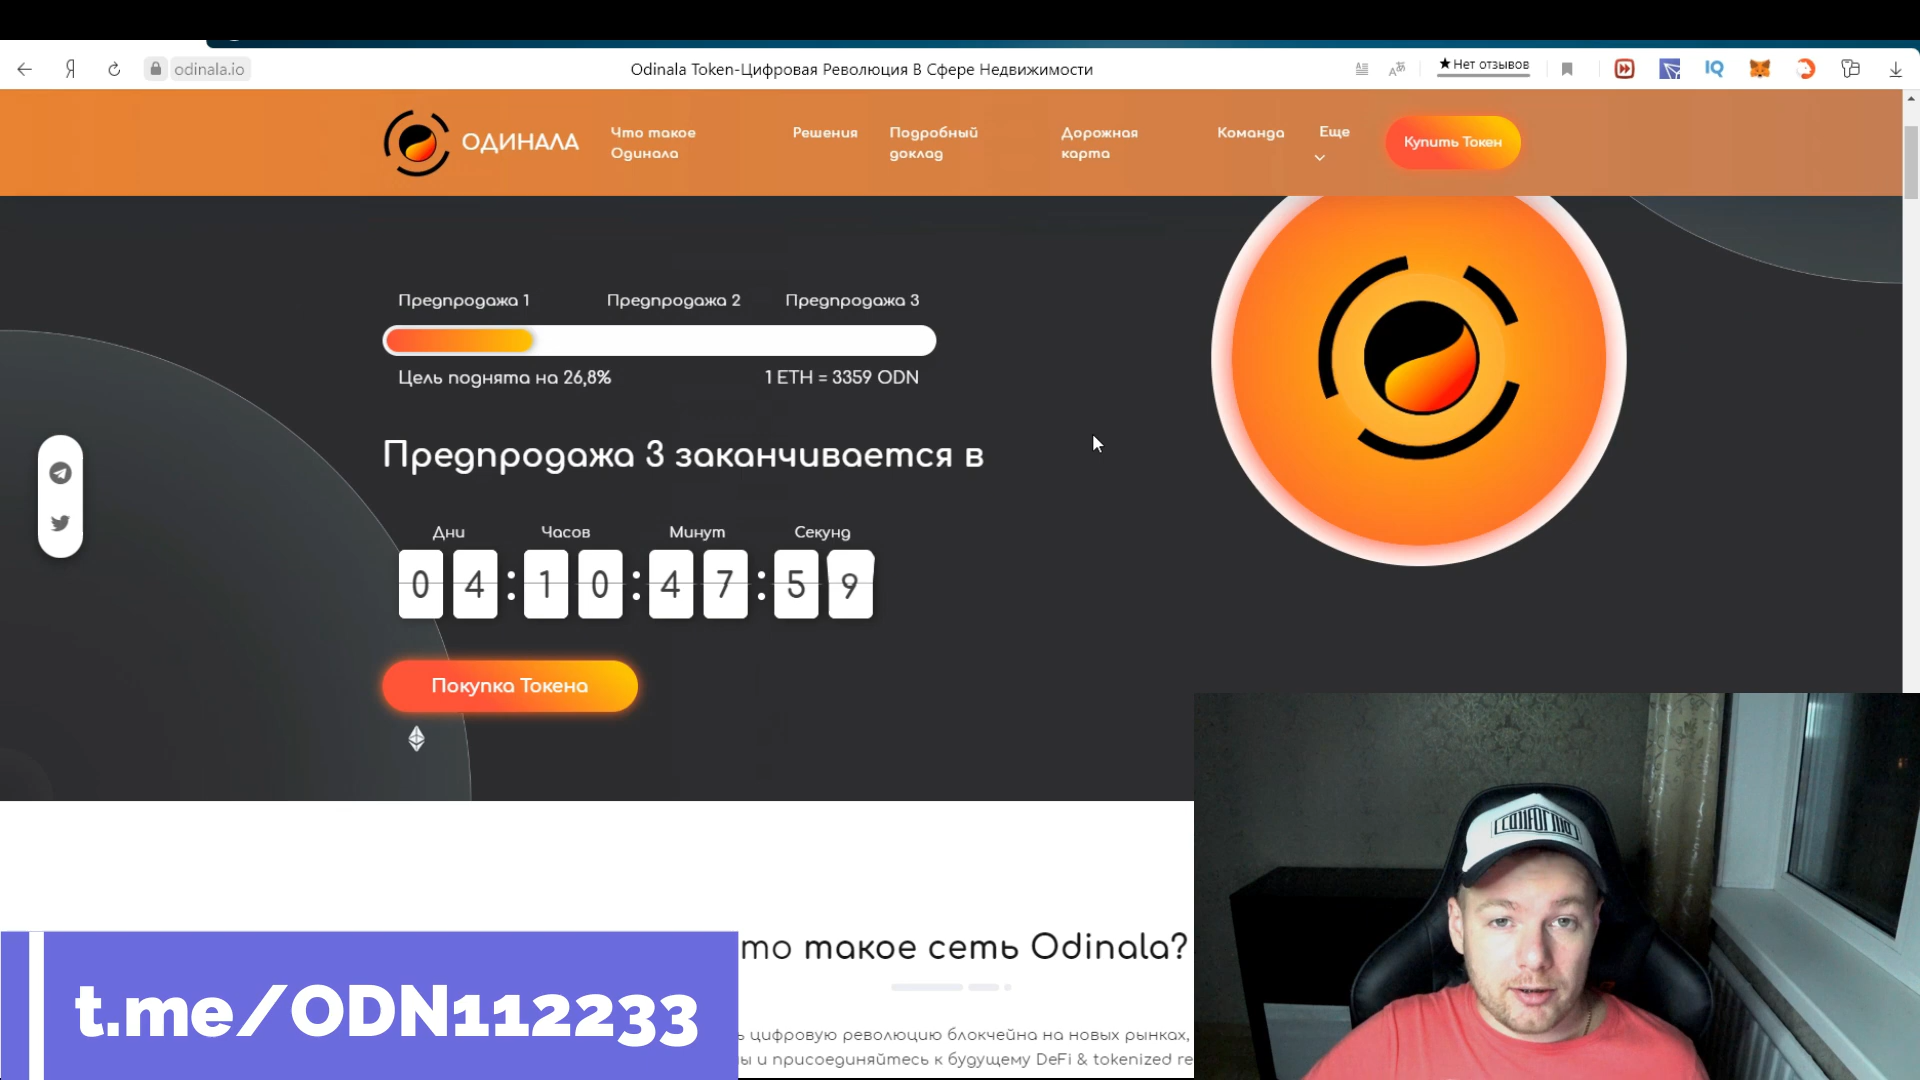 odinala.io
Odinala Token-Цифровая Революция В Сфере Недвижимости
★Нет отзывов
ОДИНАЛА
Что такое
Одинала
Решения
Подробный
доклад
Дорожная
карта
Команда
Еще
Купить Токен
Предпродажа 1
Предпродажа 2
Предпродажа 3
Цель поднята на 26,8%
1 ETH = 3359 ODN
Предпродажа 3 заканчивается в
Дни Часов Минут Секунд
04:10:47:59
Покупка Токена
то такое сеть Odinala?
цифровую революцию блокчейна на новых рынках,
и присоединяйтесь к будущему DeFi & tokenized re
t.me/ODN112233